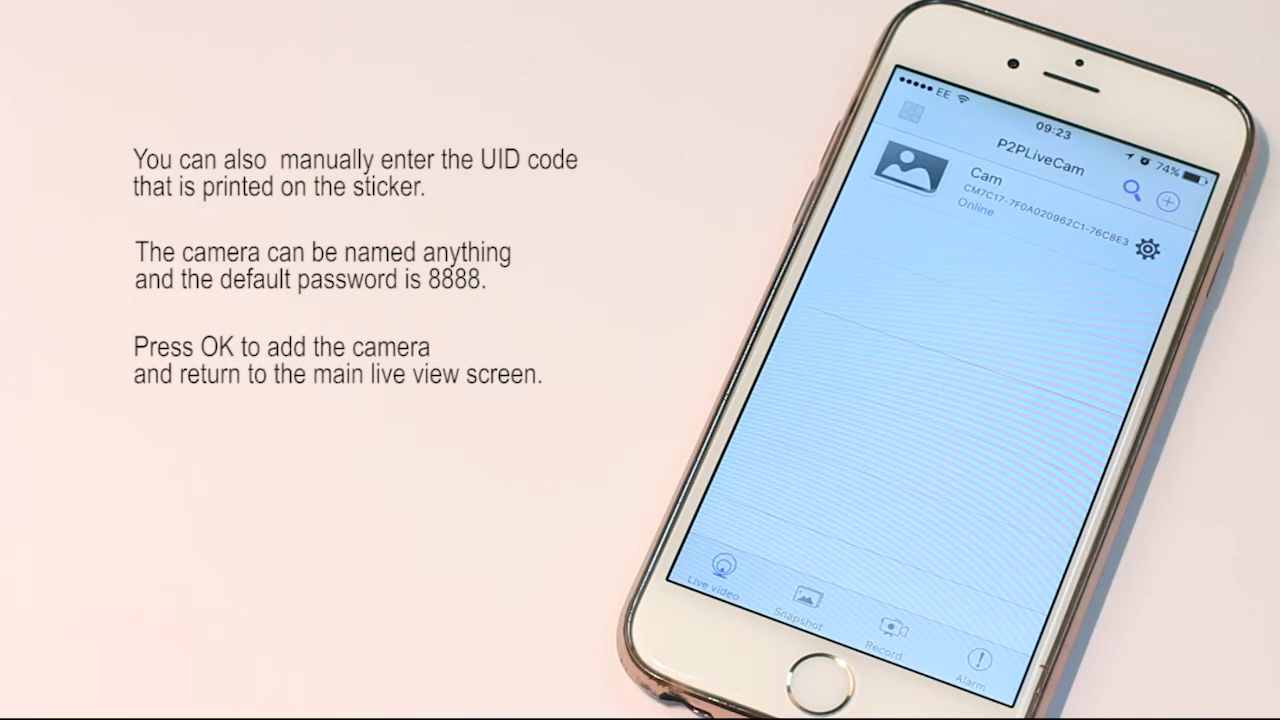 You can also  manually enter the UID code
that is printed on the sticker.
The camera can be named anything
and the default password is 8888.
Press OK to add the camera
and return to the main live view screen.
EE
09:23
74%
P2PLiveCam
Cam
CM7C17-7F0A020962C1-76C8E3
Online
Live video
Snapshot
Record
Alarm